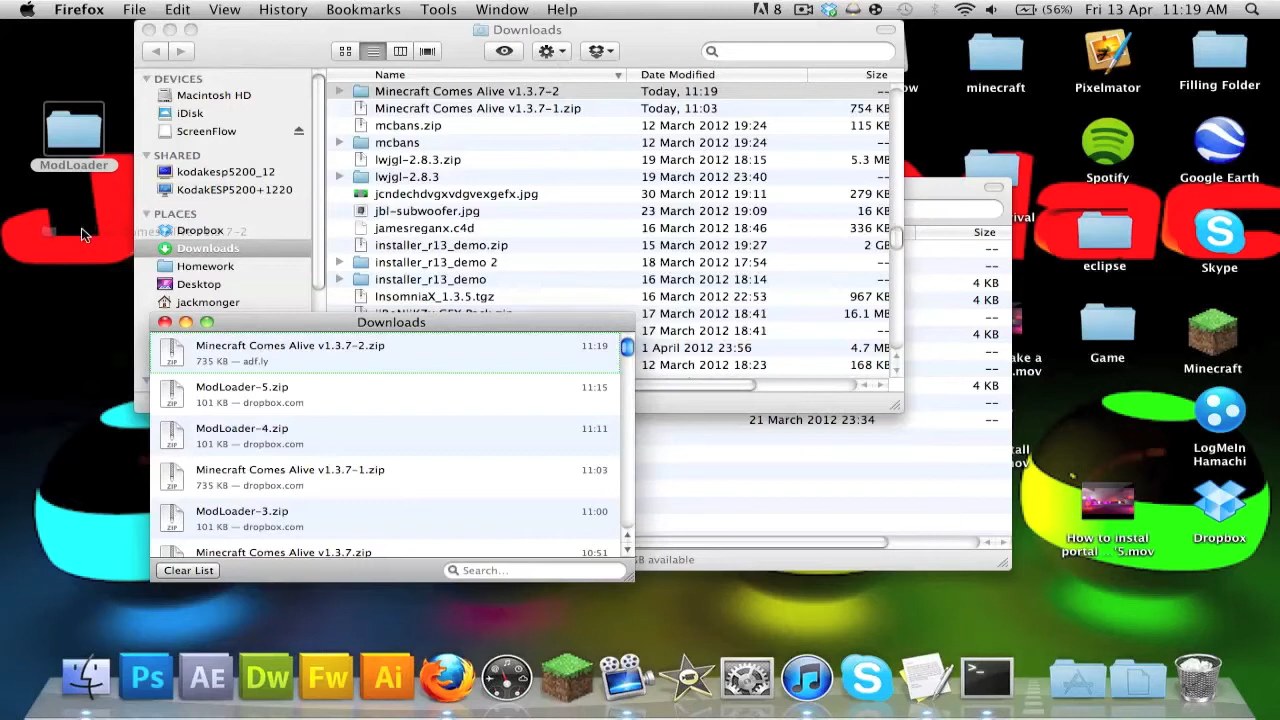 Firefox File Edit View History Bookmarks Tools Window Help 8 (56%) Fri 13 Apr 11:19 AM
Downloads
DEVICES
Macintosh HD
iDisk
ScreenFlow
SHARED
kodakesp5200_12
KodakESP5200+1220
PLACES
Dropbox
Downloads
Homework
Desktop
jackmonger
Name Date Modified Size
Minecraft Comes Alive v1.3.7-2 Today, 11:19 --
Minecraft Comes Alive v1.3.7-1.zip Today, 11:03 754 KB
mcbans.zip 12 March 2012 19:24 115 KB
mcbans 12 March 2012 19:24 --
lwjgl-2.8.3.zip 19 March 2012 18:15 5.3 M
lwjgl-2.8.3 19 March 2012 23:40 --
jcndechdvgxvdgvexgefx.jpg 30 March 2012 19:11 279 KB
jbl-subwoofer.jpg 23 March 2012 19:09 16 KB
jamesreganx.c4d 16 March 2012 18:46 336 KB
installer_r13_demo.zip 15 March 2012 19:27 2 GB
installer_r13_demo 2 18 March 2012 17:54 --
installer_r13_demo 16 March 2012 18:14 --
InsomniaX_1.3.5.tgz 16 March 2012 22:53 967 KB
17 March 2012 18:41 16.1 M
17 March 2012 18:41 --
1 April 2012 23:56 4.7 M
12 March 2012 18:23 168 KB
Downloads
Minecraft Comes Alive v1.3.7-2.zip 11:19
735 KB — adf.ly
ModLoader-5.zip 11:15
101 KB — dropbox.com
ModLoader-4.zip 11:11
101 KB — dropbox.com
Minecraft Comes Alive v1.3.7-1.zip 11:03
735 KB — dropbox.com
ModLoader-3.zip 11:00
101 KB — dropbox.com
Minecraft Comes Alive v1.3.7.zip 10:51
Clear List Search...
Size
--
--
4 KB
4 KB
--
4 KB
--
4 KB
--
21 March 2012 23:34 --
available
ModLoader
minecraft
Pixelmator
Filling Folder
Spotify
Google Earth
eclipse
Skype
Game
Minecraft
LogMeIn
Hamachi
How to instal
portal ...'S.mov
Dropbox
ke a
.mov
Ps AE Dw Fw Ai